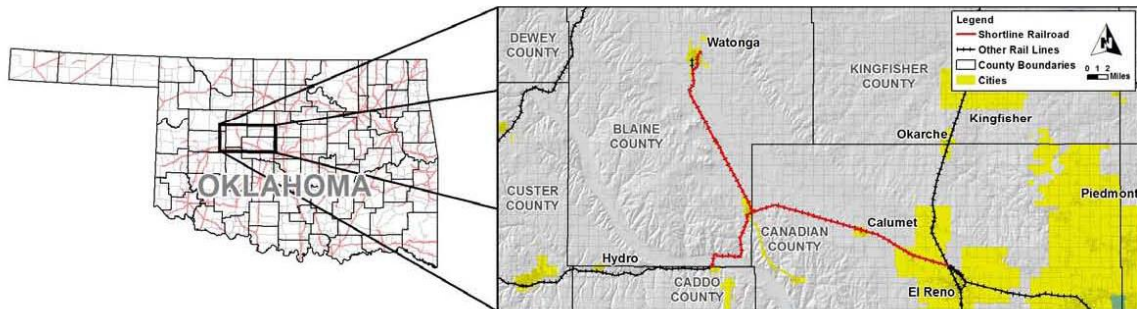 OKLAHOMA
DEWEY
COUNTY
Watonga
KINGFISHER
COUNTY
Legend
Shortline Railroad
Other Rail Lines
County Boundaries
Cities
N
0 1 2
Miles
Kingfisher
BLAINE
COUNTY
Okarche
CUSTER
COUNTY
Piedmont
Calumet
CANADIAN
COUNTY
Hydro
CADDO
COUNTY
El Reno